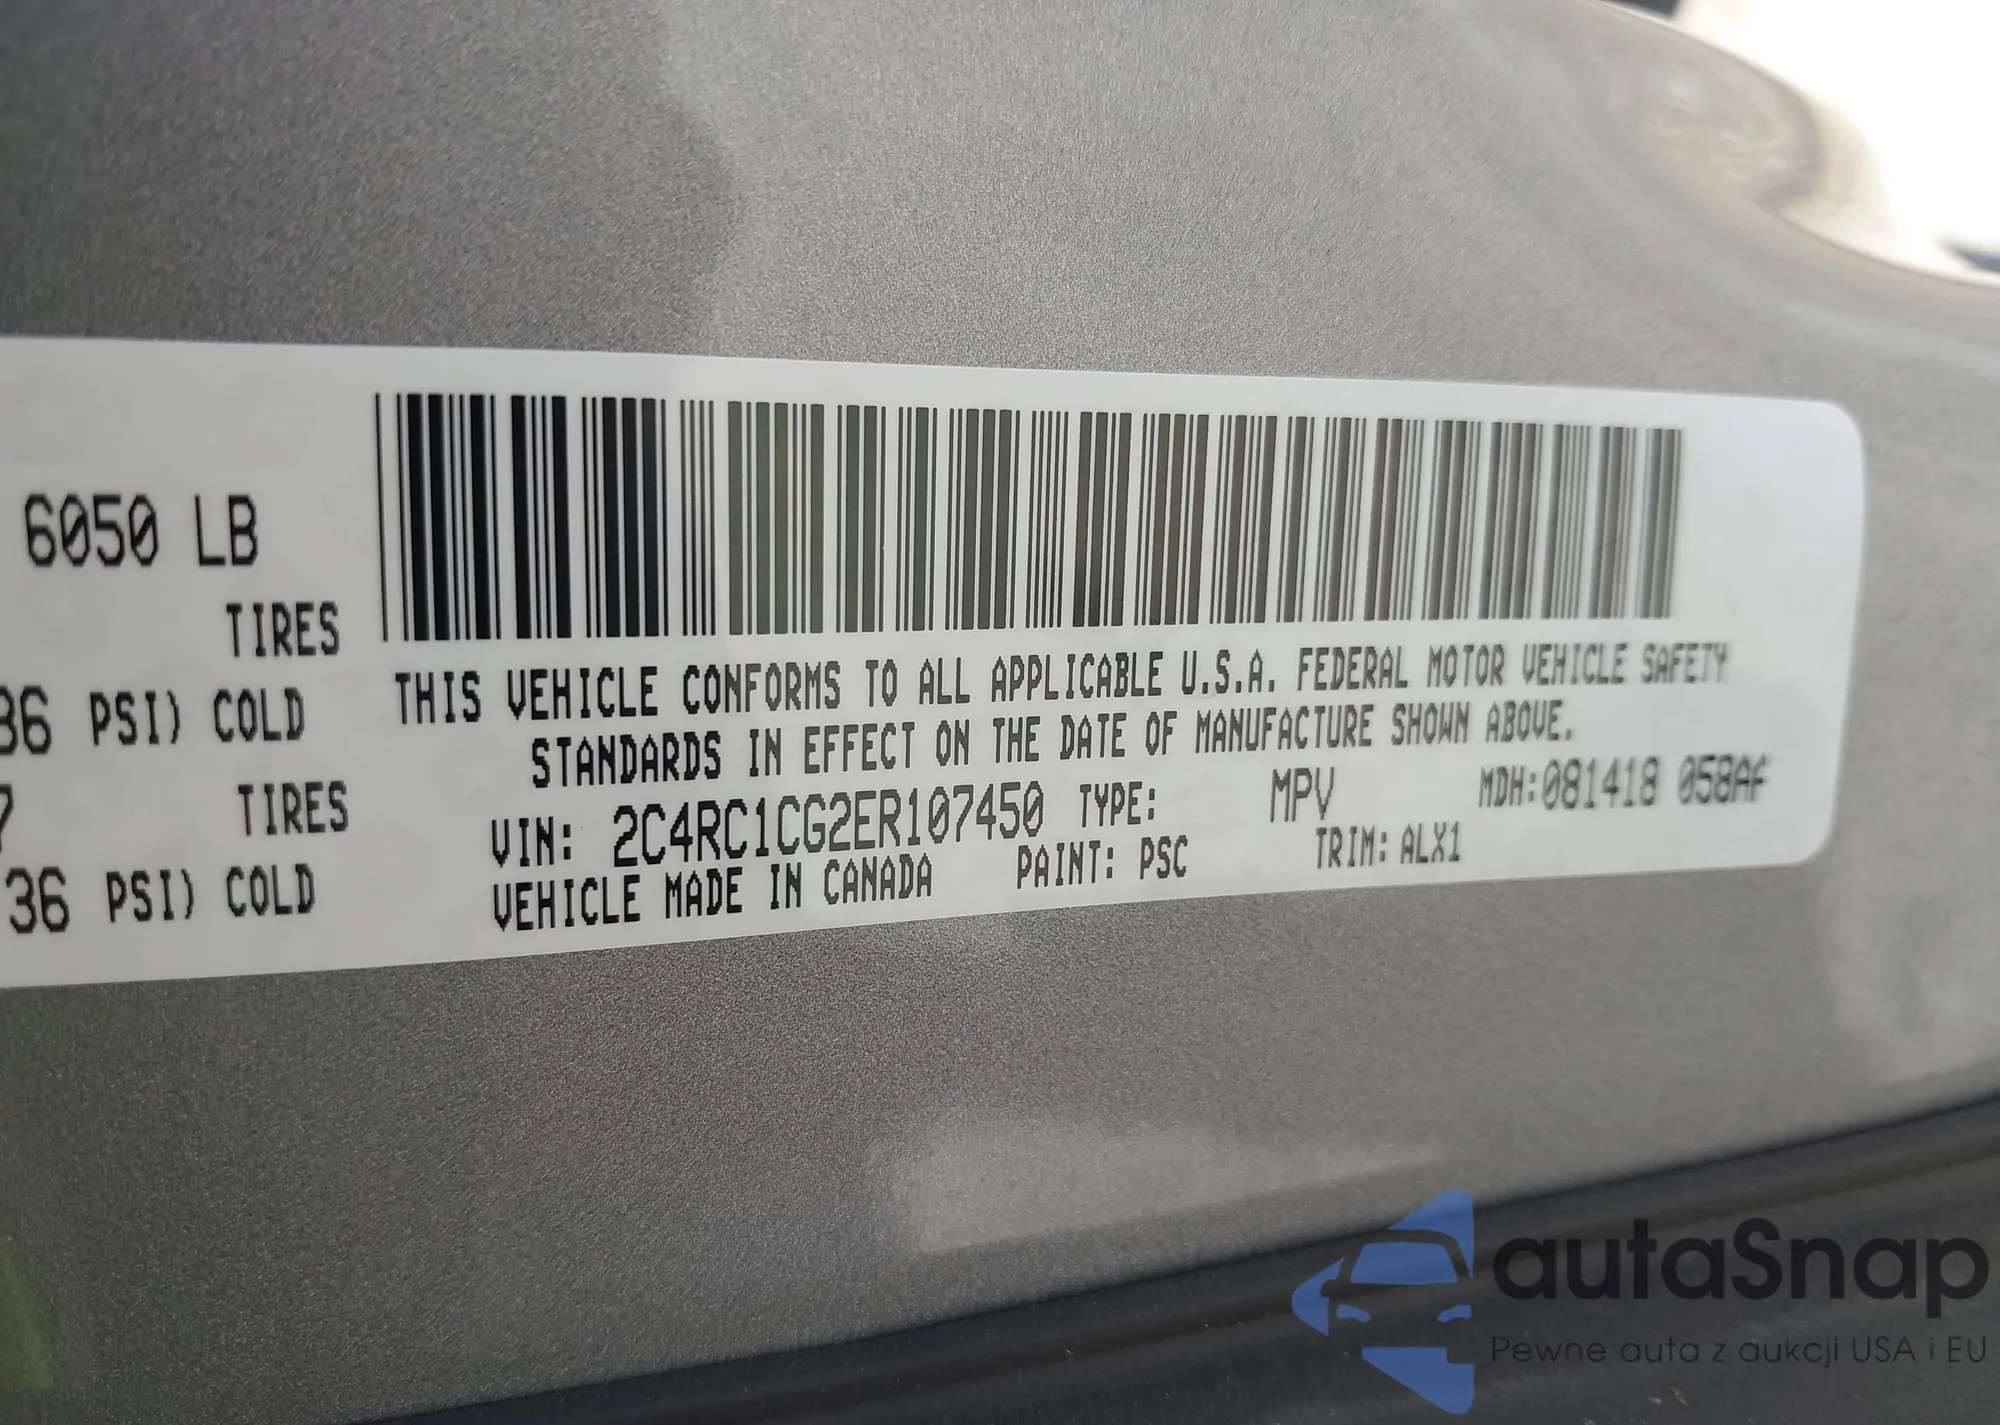 6050 LB
TIRES
36 PSI) COLD
7 TIRES
36 PSI) COLD
THIS VEHICLE CONFORMS TO ALL APPLICABLE U.S.A. FEDERAL MOTOR VEHICLE SAFETY
STANDARDS IN EFFECT ON THE DATE OF MANUFACTURE SHOWN ABOVE.
VIN: 2C4RC1CG2ER107450 TYPE: MPV MDH:081418 058AF
VEHICLE MADE IN CANADA PAINT: PSC TRIM: ALX1
autaSnap
Pewne auta z aukcji USA i EU